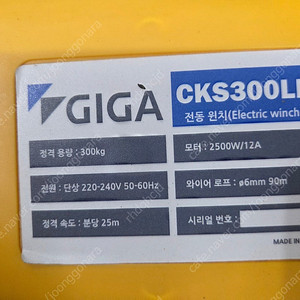 GIGA
CKS300L
전동 윈치(Electric winch
정격 용량 : 300kg
모터 : 2500W/12A
전원 : 단상 220-240V 50-60Hz
와이어 로프 : ø6mm 90m
정격 속도 : 분당 25m
시리얼 번호 :
MADE IN